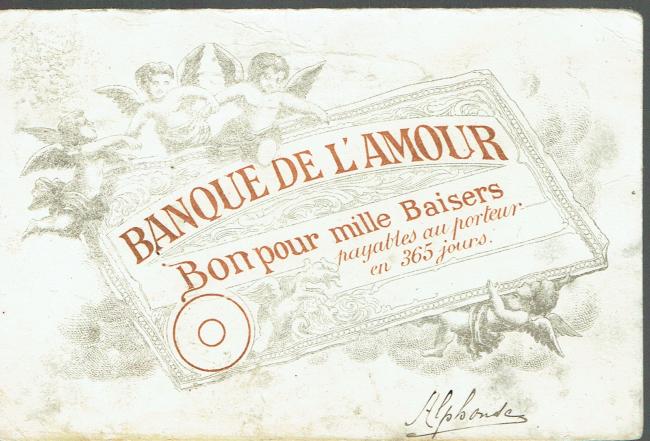 BANQUE DE L'AMOUR
Bon pour mille Baisers
payables au porteur
en 365 jours.
Alphonse